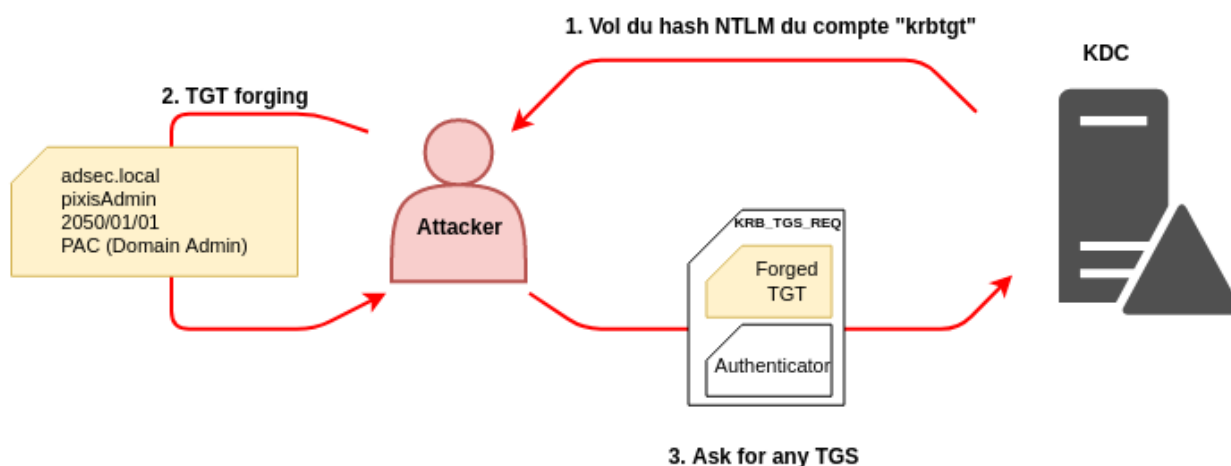 1. Vol du hash NTLM du compte "krbtgt"
KDC
2. TGT forging
adsec.local
pixisAdmin
2050/01/01
PAC (Domain Admin)
Attacker
KRB_TGS_REQ
Forged
TGT
Authenticator
3. Ask for any TGS